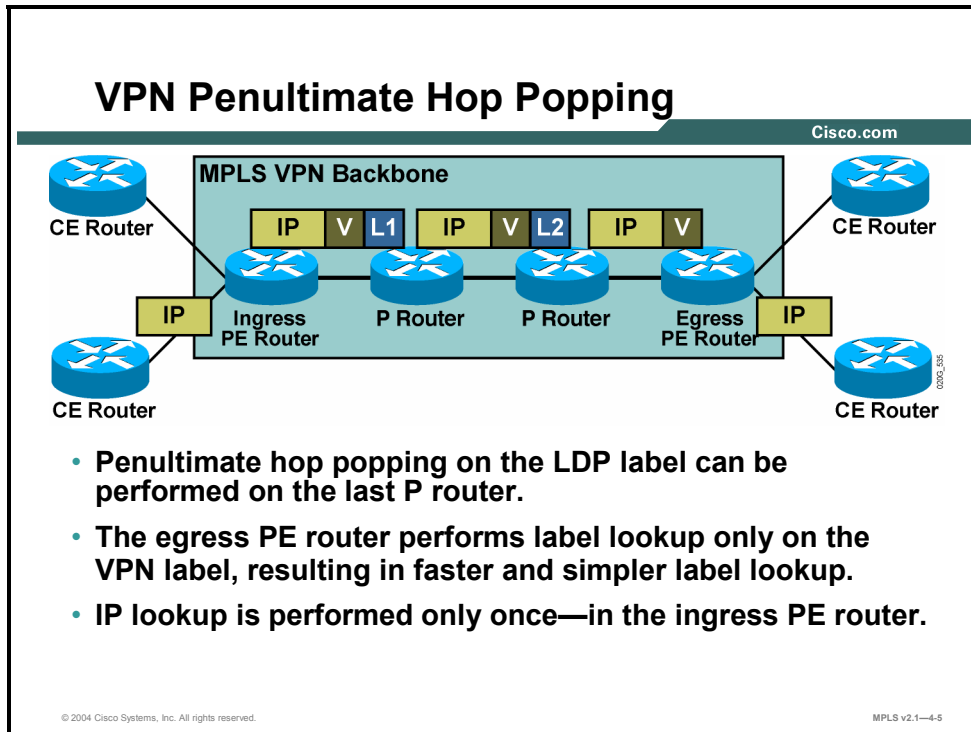 VPN Penultimate Hop Popping
Cisco.com
MPLS VPN Backbone
CE Router
CE Router
IP V L1
IP V L2
IP V
IP
Ingress
PE Router
P Router
P Router
Egress
PE Router
IP
CE Router
CE Router
020G_535
• Penultimate hop popping on the LDP label can be
performed on the last P router.
• The egress PE router performs label lookup only on the
VPN label, resulting in faster and simpler label lookup.
• IP lookup is performed only once—in the ingress PE router.
© 2004 Cisco Systems, Inc. All rights reserved.
MPLS v2.1—4-5